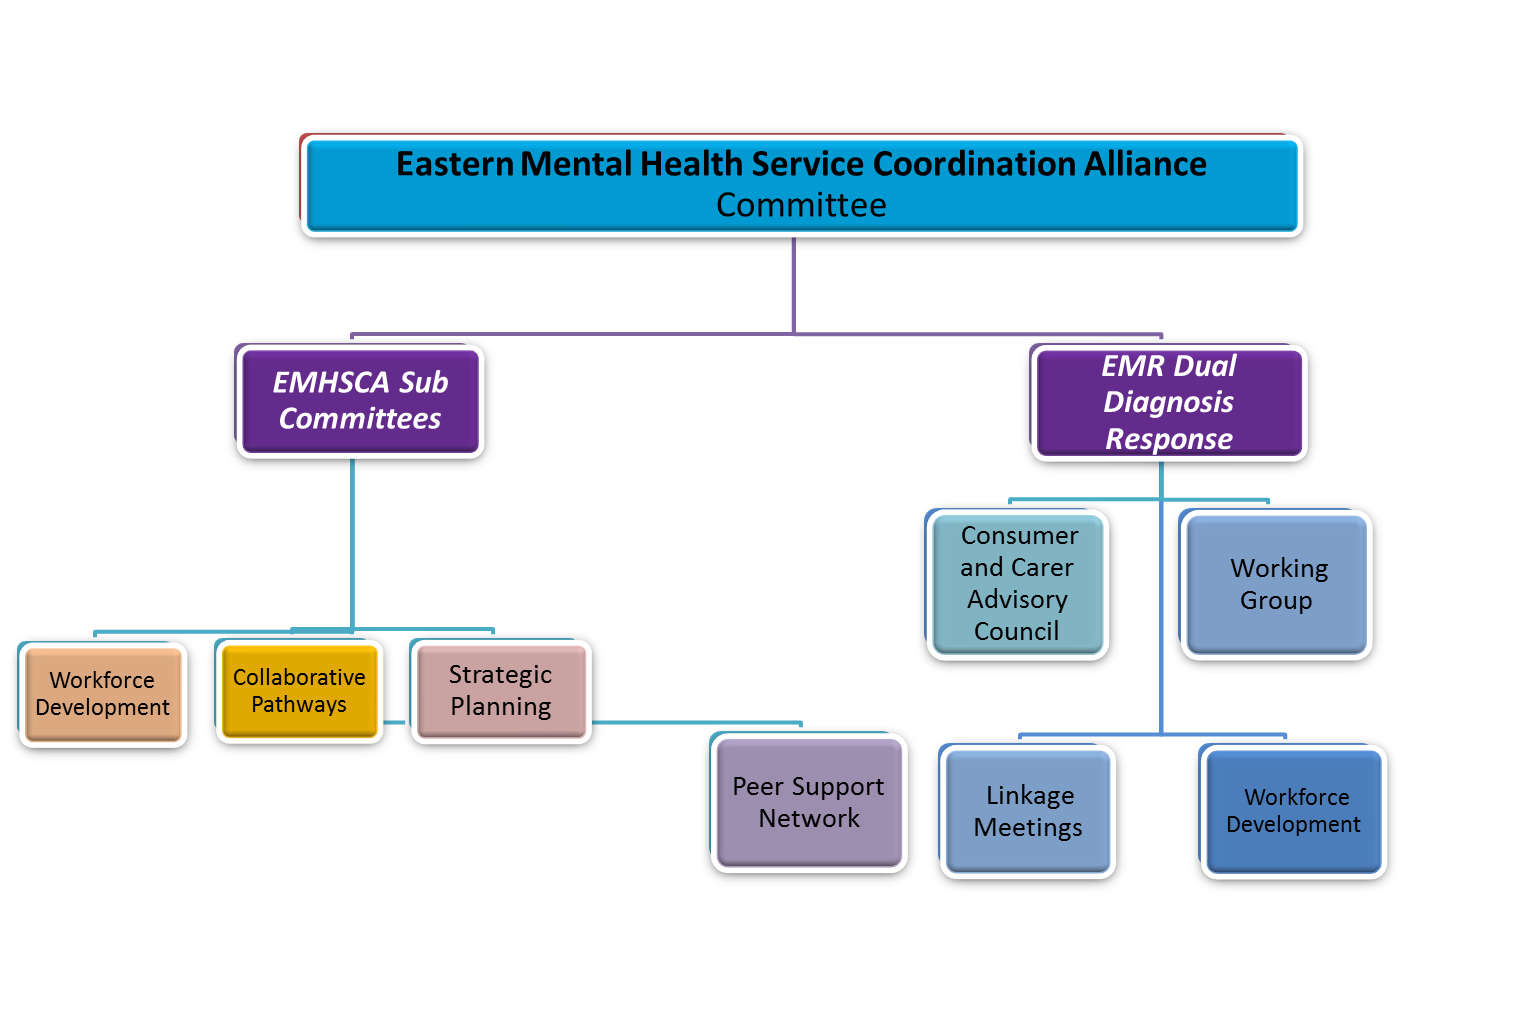 Eastern Mental Health Service Coordination Alliance
Committee
EMHSCA Sub
Committees
EMR Dual
Diagnosis
Response
Consumer
and Carer
Advisory
Council
Working
Group
Workforce
Development
Collaborative
Pathways
Strategic
Planning
Peer Support
Network
Linkage
Meetings
Workforce
Development